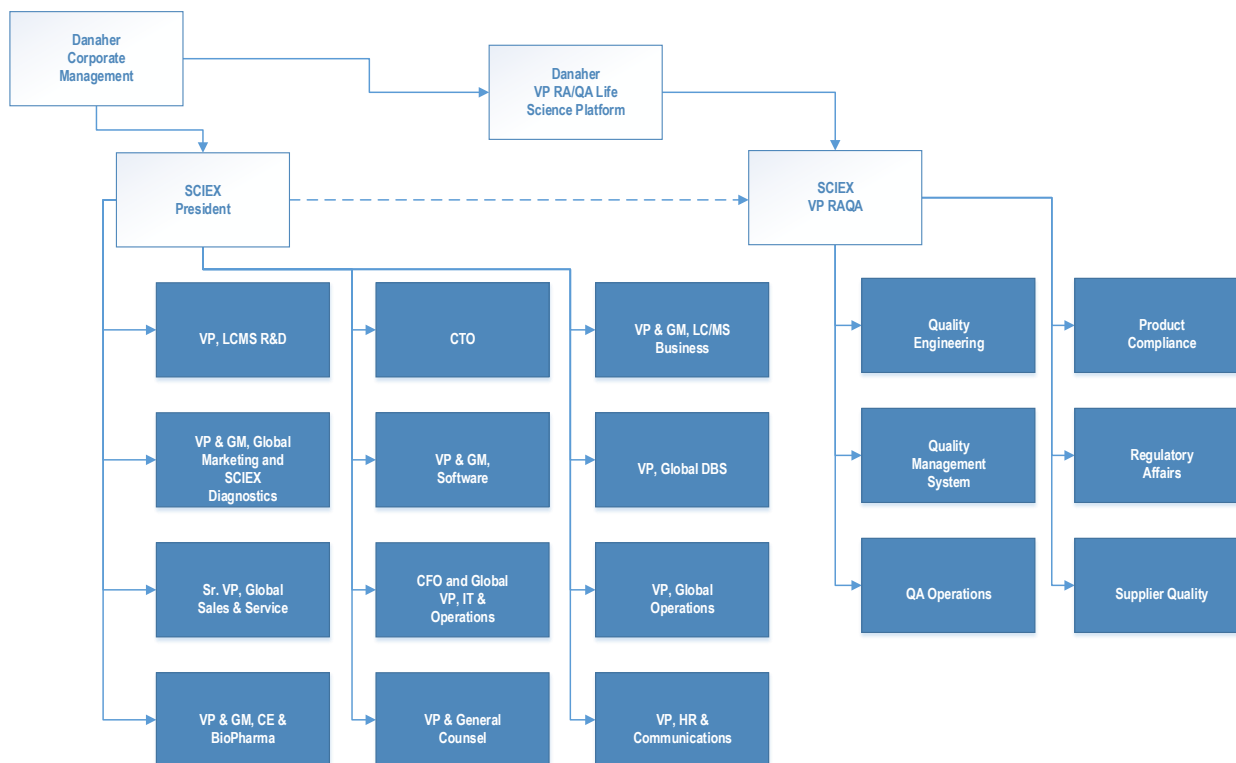 Danaher
Corporate
Management
Danaher
VP RA/QA Life
Science Platform
SCIEX
President
SCIEX
VP RAQA
VP, LCMS R&D
CTO
VP & GM, LC/MS
Business
Quality
Engineering
Product
Compliance
VP & GM, Global
Marketing and
SCIEX
Diagnostics
VP & GM,
Software
VP, Global DBS
Quality
Management
System
Regulatory
Affairs
Sr. VP, Global
Sales & Service
CFO and Global
VP, IT &
Operations
VP, Global
Operations
QA Operations
Supplier Quality
VP & GM, CE &
BioPharma
VP & General
Counsel
VP, HR &
Communications